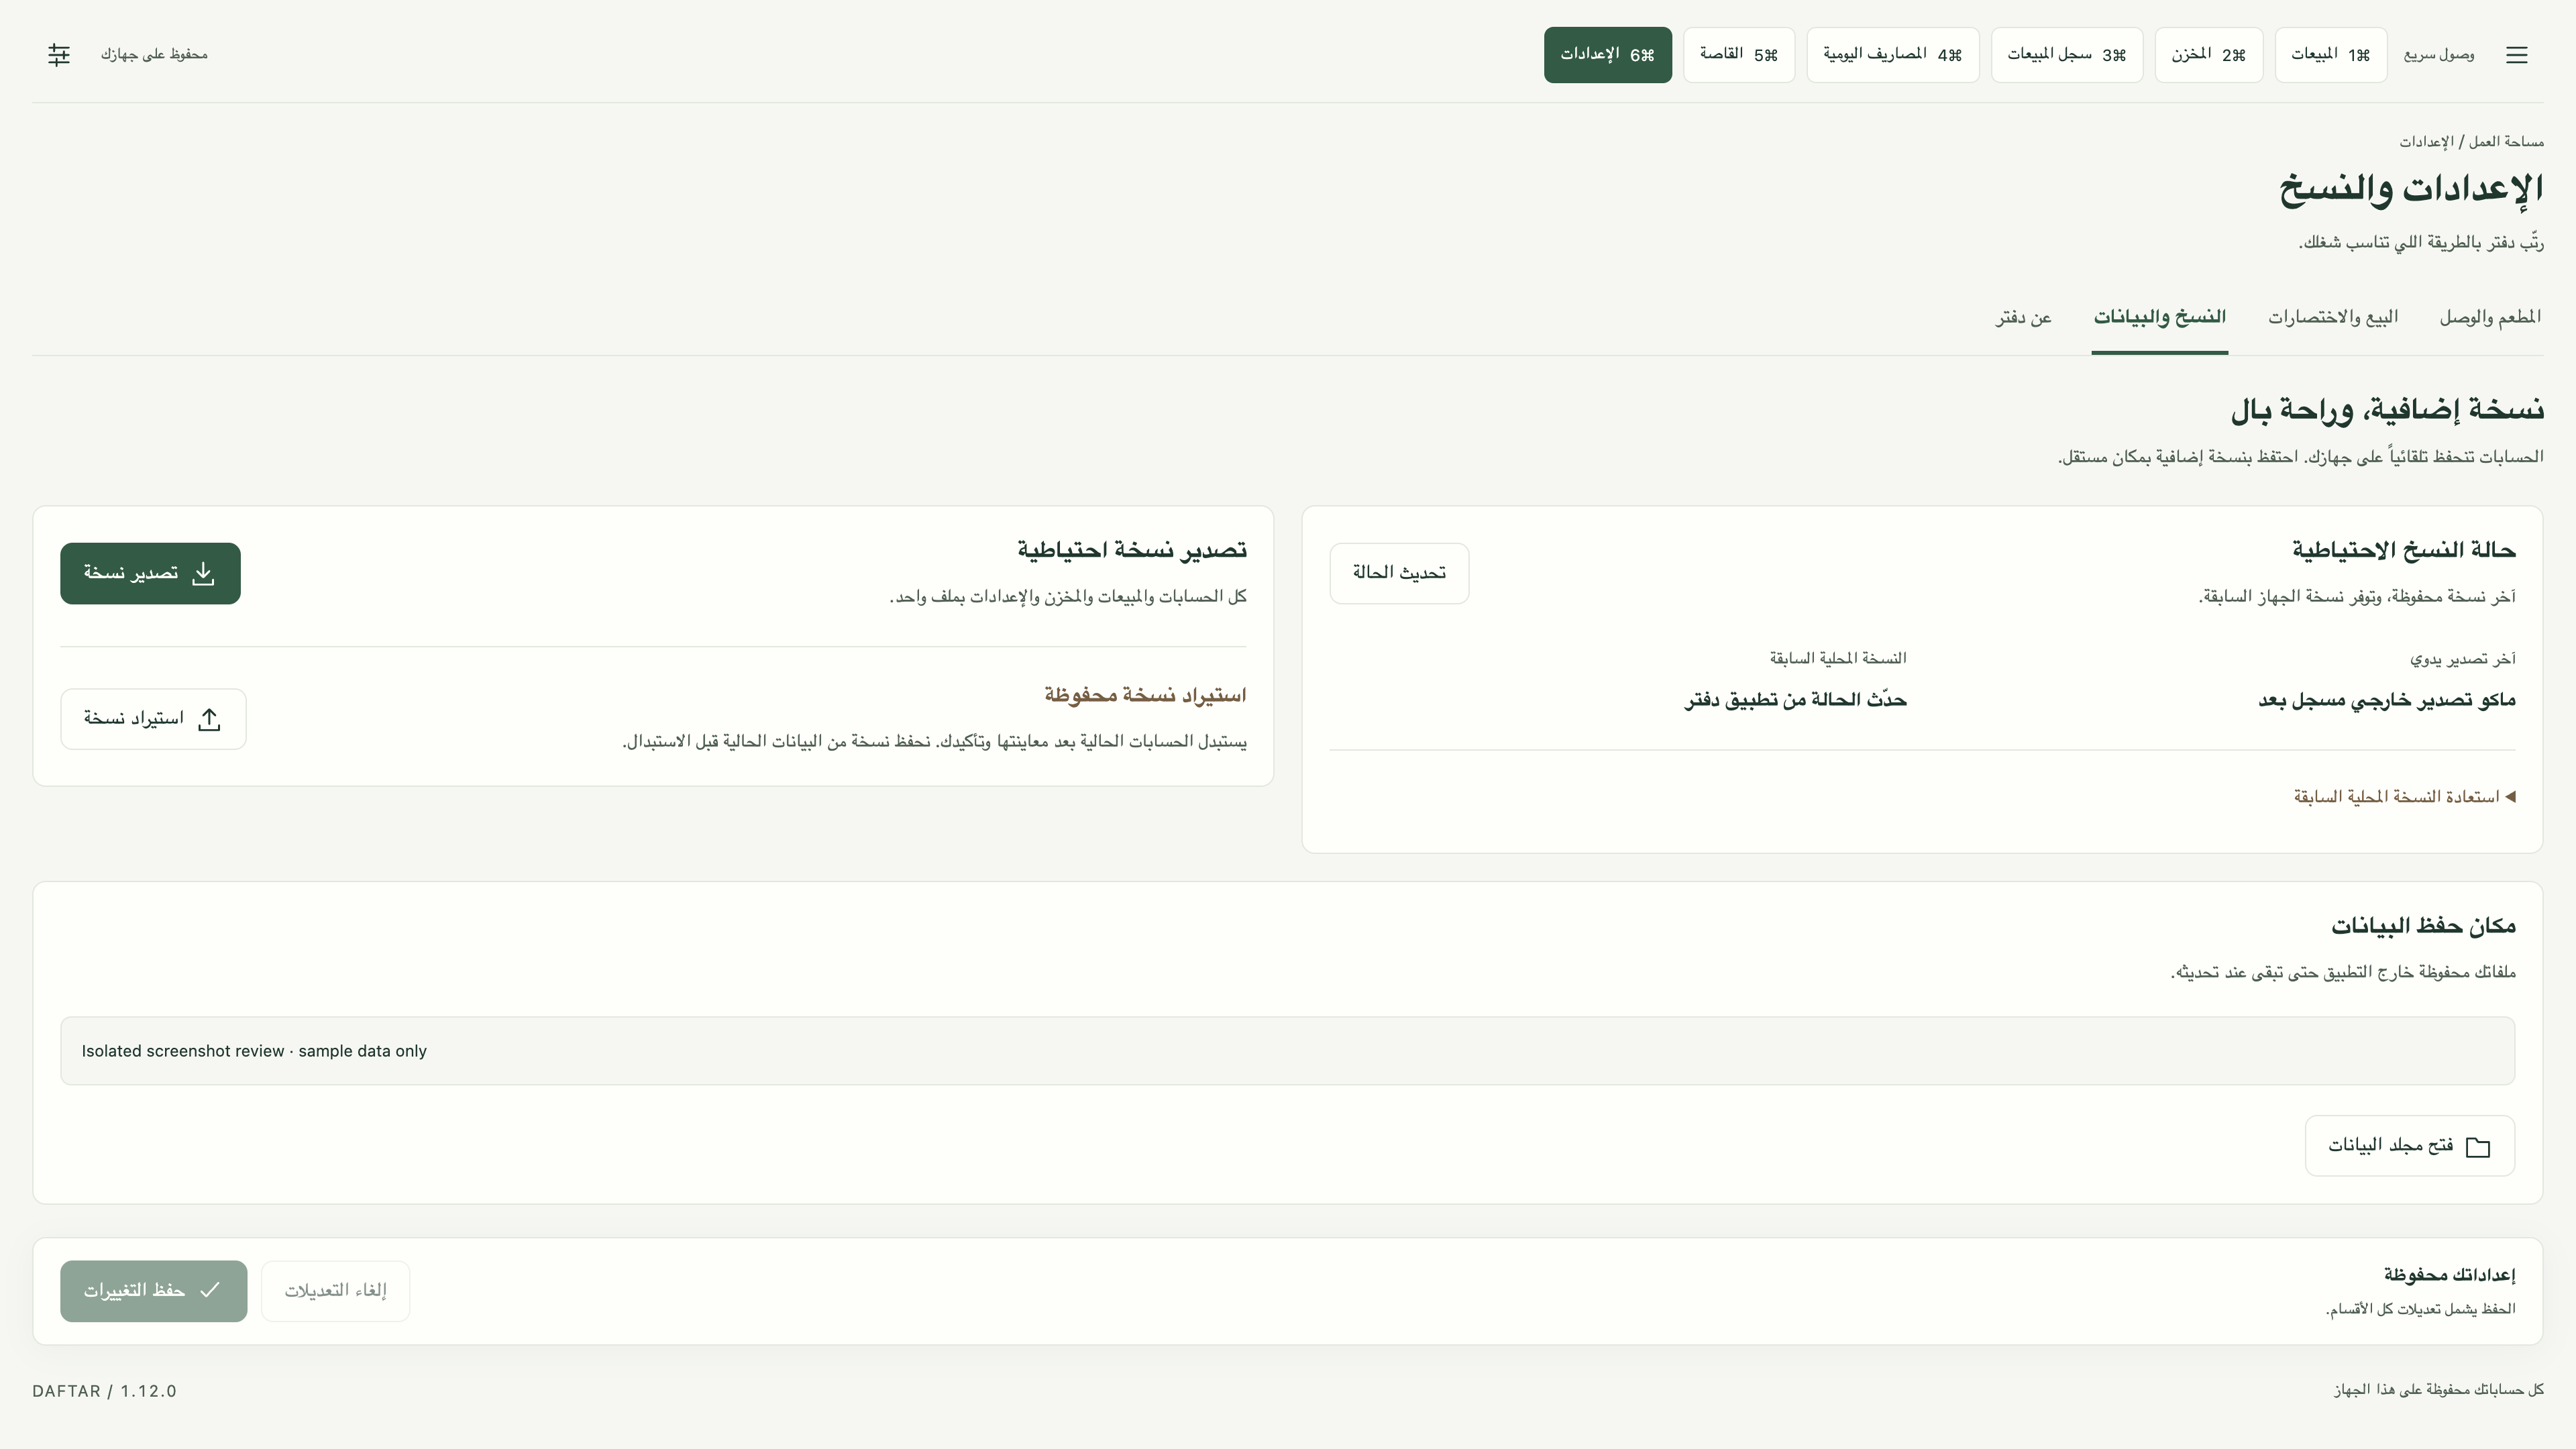 وصول سريع
⌘1 المبيعات
⌘2 المخزن
⌘3 سجل المبيعات
⌘4 المصاريف اليومية
⌘5 القاصة
⌘6 الإعدادات
محفوظ على جهازك
مساحة العمل / الإعدادات
الإعدادات والنسخ
رتّب دفتر بالطريقة اللي تناسب شغلك.
المطعم والوصل
البيع والاختصارات
النسخ والبيانات
عن دفتر
نسخة إضافية، وراحة بال
الحسابات تنحفظ تلقائياً على جهازك. احتفظ بنسخة إضافية بمكان مستقل.
حالة النسخ الاحتياطية
آخر نسخة محفوظة، وتوفر نسخة الجهاز السابقة.
تحديث الحالة
آخر تصدير يدوي
ماكو تصدير خارجي مسجل بعد
النسخة المحلية السابقة
حدّث الحالة من تطبيق دفتر
استعادة النسخة المحلية السابقة
تصدير نسخة احتياطية
كل الحسابات والمبيعات والمخزن والإعدادات بملف واحد.
تصدير نسخة
استيراد نسخة محفوظة
يستبدل الحسابات الحالية بعد معاينتها وتأكيدك. نحفظ نسخة من البيانات الحالية قبل الاستبدال.
استيراد نسخة
مكان حفظ البيانات
ملفاتك محفوظة خارج التطبيق حتى تبقى عند تحديثه.
Isolated screenshot review · sample data only
فتح مجلد البيانات
إعداداتك محفوظة
الحفظ يشمل تعديلات كل الأقسام.
إلغاء التعديلات
حفظ التغييرات
كل حساباتك محفوظة على هذا الجهاز
DAFTAR / 1.12.0